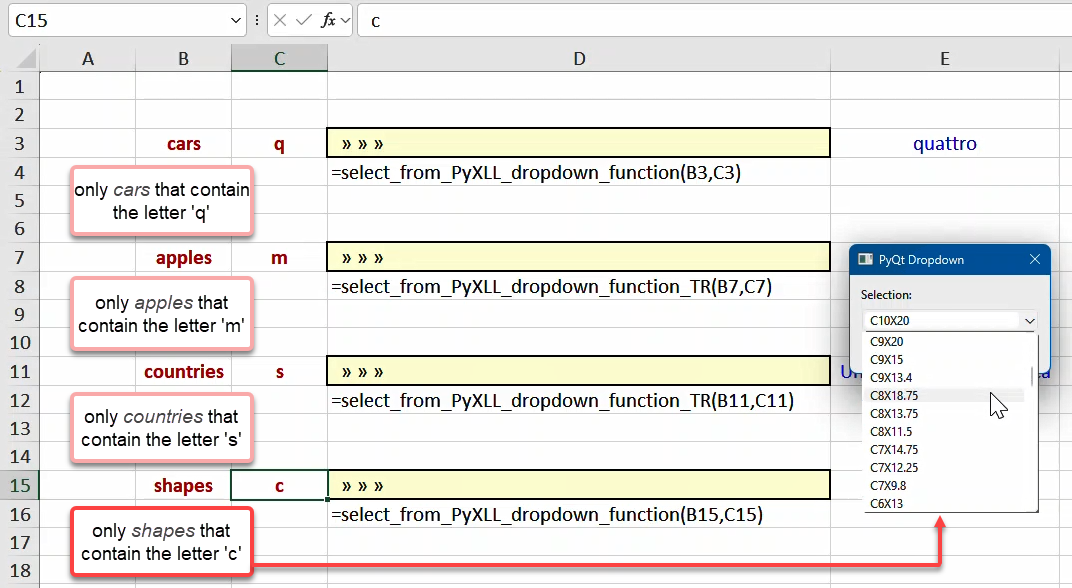 C15
fx
c
A B C D E
1
2
3 cars q » » » quattro
4 =select_from_PyXLL_dropdown_function(B3,C3)
only cars that contain
the letter 'q'
5
6
7 apples m » » »
8 =select_from_PyXLL_dropdown_function_TR(B7,C7)
only apples that
contain the letter 'm'
9
10
11 countries s » » »
12 =select_from_PyXLL_dropdown_function_TR(B11,C11)
only countries that
contain the letter 's'
13
14
15 shapes c » » »
16 =select_from_PyXLL_dropdown_function(B15,C15)
only shapes that
contain the letter 'c'
17
18
PyQt Dropdown
Selection:
C10X20
C9X20
C9X15
C9X13.4
C8X18.75
C8X13.75
C8X11.5
C7X14.75
C7X12.25
C7X9.8
C6X13